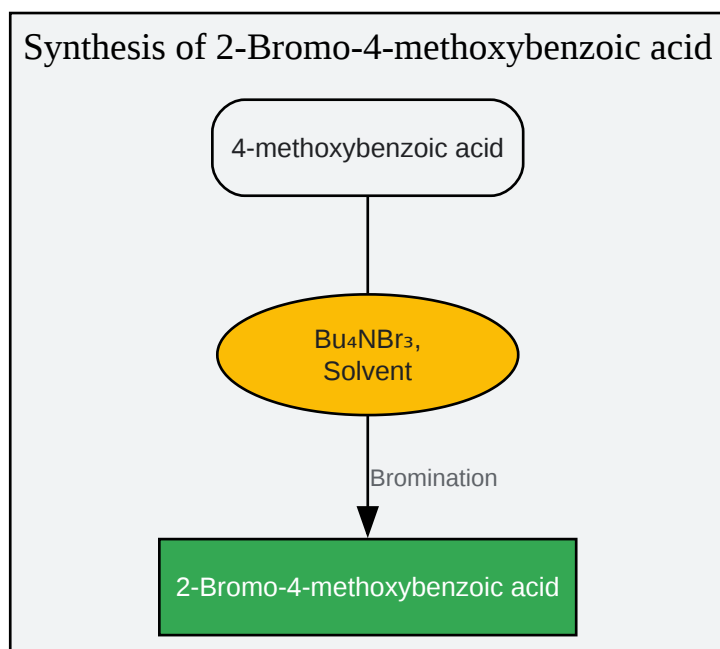 Synthesis of 2-Bromo-4-methoxybenzoic acid
4-methoxybenzoic acid
Bu₄NBr₃,
Solvent
Bromination
2-Bromo-4-methoxybenzoic acid